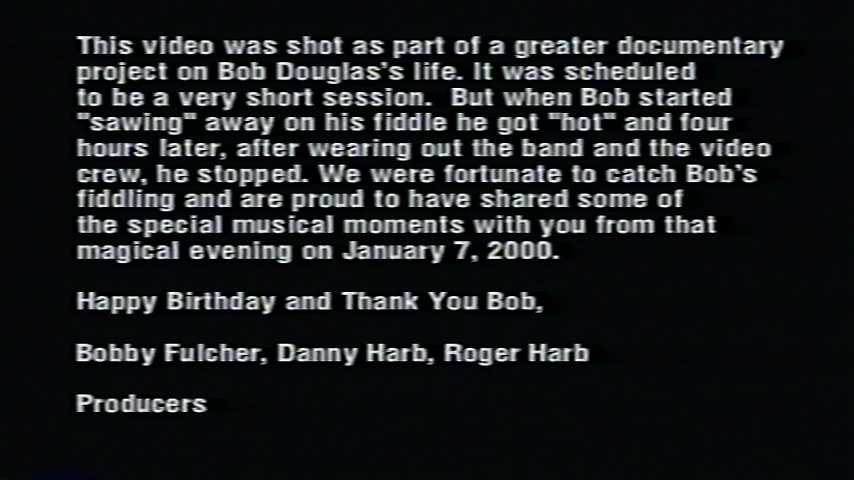 This video was shot as part of a greater documentary
project on Bob Douglas's life. It was scheduled
to be a very short session.  But when Bob started
"sawing" away on his fiddle he got "hot" and four
hours later, after wearing out the band and the video
crew, he stopped. We were fortunate to catch Bob's
fiddling and are proud to have shared some of
the special musical moments with you from that
magical evening on January 7, 2000.
Happy Birthday and Thank You Bob,
Bobby Fulcher, Danny Harb, Roger Harb
Producers